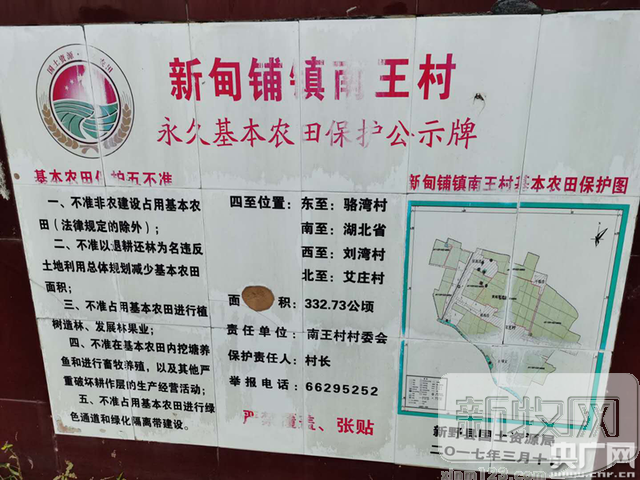 新甸铺镇南王村
永久基本农田保护公示牌
基本农田保护五不准
一、不准非农建设占用基本农
田（法律规定的除外）；
二、不准以退耕还林为名违反
土地利用总体规划减少基本农田
面积；
三、不准占用基本农田进行植
树造林、发展林果业；
四、不准在基本农田内挖塘养
鱼和进行畜牧养殖，以及其他严
重破坏耕作层的生产经营活动；
五、不准占用基本农田进行绿
色通道和绿化隔离带建设。
四至位置：东至：骆湾村
南至：湖北省
西至：刘湾村
北至：艾庄村
面 积：332.73公顷
责任单位：南王村村委会
保护责任人：村长
举报电话：66295252
严禁覆盖、张贴
新甸铺镇南王村基本农田保护图
新野县国土资源局
二〇一七年三月十
新牧网
央广网
www.cnr.cn